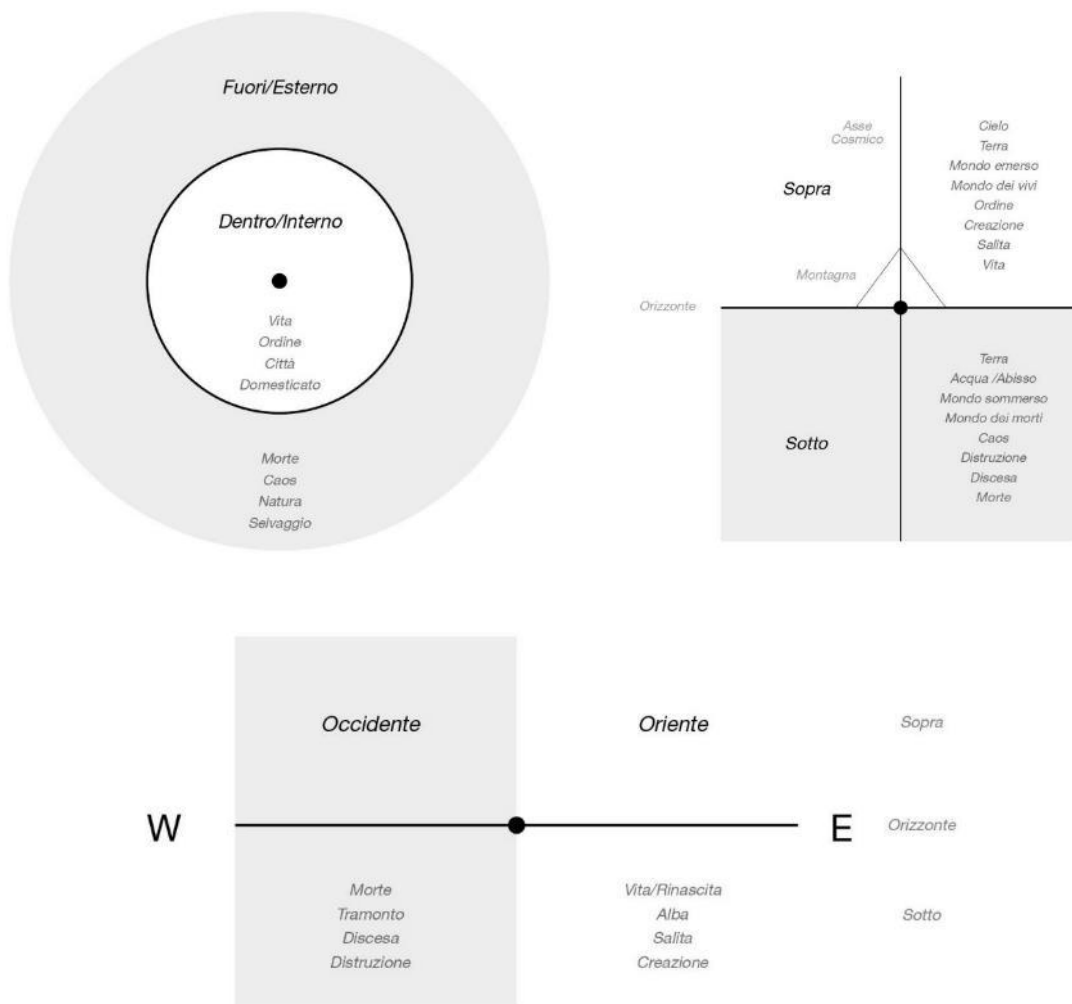 Fuori/Esterno
Dentro/Interno
Vita
Ordine
Città
Domesticato
Morte
Caos
Natura
Selvaggio
Asse
Cosmico
Sopra
Cielo
Terra
Mondo emerso
Mondo dei vivi
Ordine
Creazione
Salita
Vita
Montagna
Orizzonte
Sotto
Terra
Acqua /Abisso
Mondo sommerso
Mondo dei morti
Caos
Distruzione
Discesa
Morte
Occidente
Oriente
Sopra
W
E
Orizzonte
Morte
Tramonto
Discesa
Distruzione
Vita/Rinascita
Alba
Salita
Creazione
Sotto